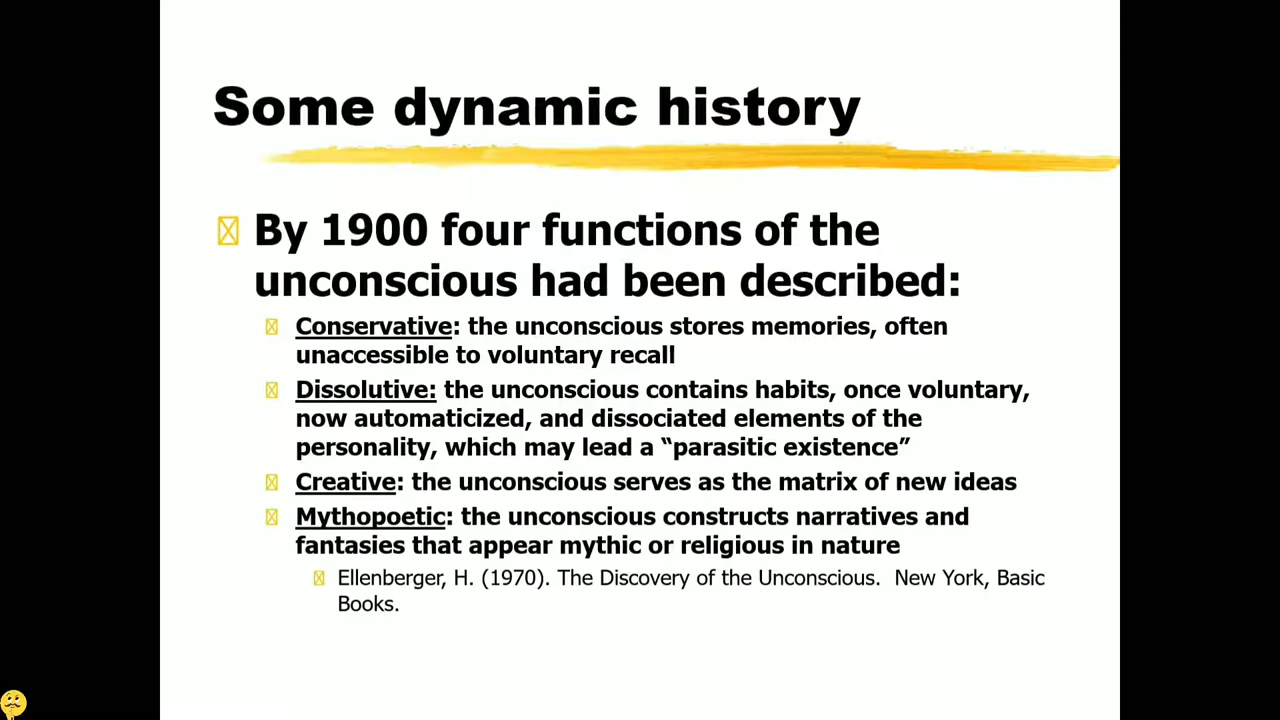 Some dynamic history
By 1900 four functions of the
unconscious had been described:
Conservative: the unconscious stores memories, often
unaccessible to voluntary recall
Dissolutive: the unconscious contains habits, once voluntary,
now automaticized, and dissociated elements of the
personality, which may lead a “parasitic existence”
Creative: the unconscious serves as the matrix of new ideas
Mythopoetic: the unconscious constructs narratives and
fantasies that appear mythic or religious in nature
Ellenberger, H. (1970). The Discovery of the Unconscious. New York, Basic
Books.